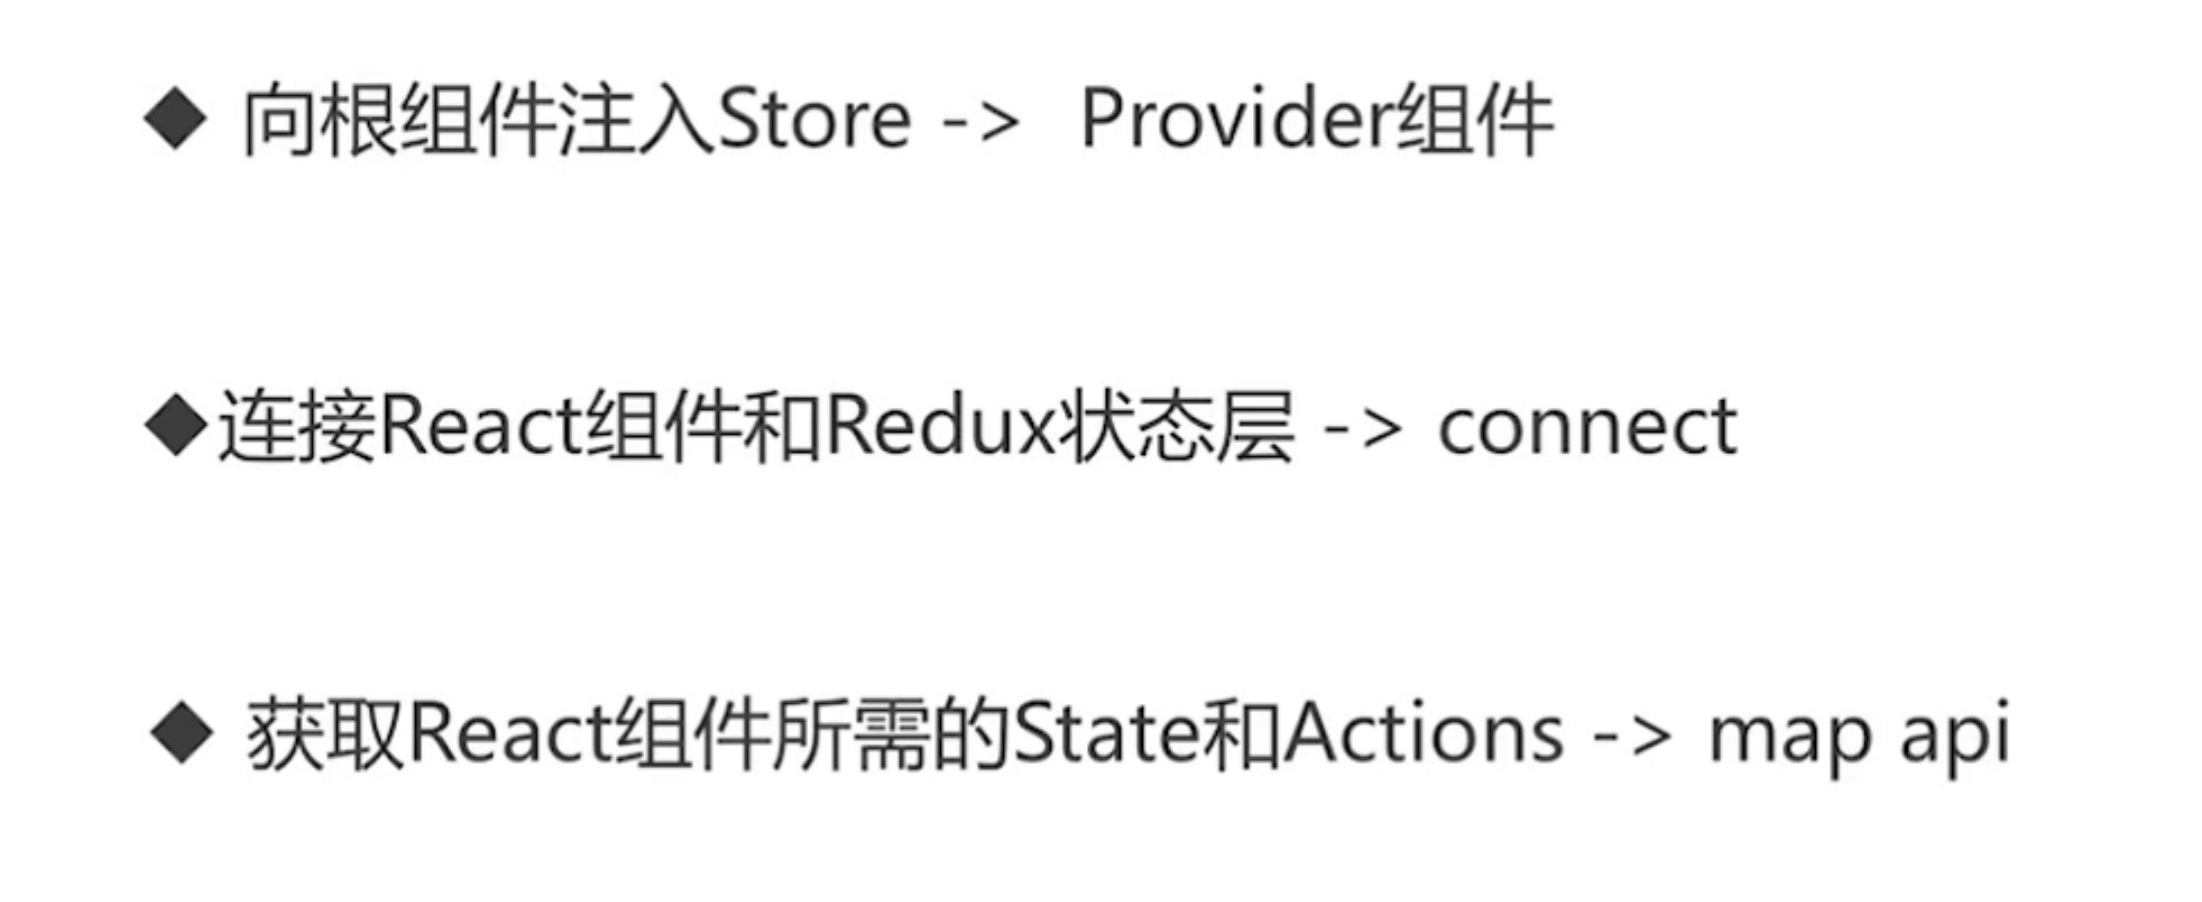 ◆ 向根组件注入Store -> Provider组件
◆连接React组件和Redux状态层 -> connect
◆ 获取React组件所需的State和Actions -> map api